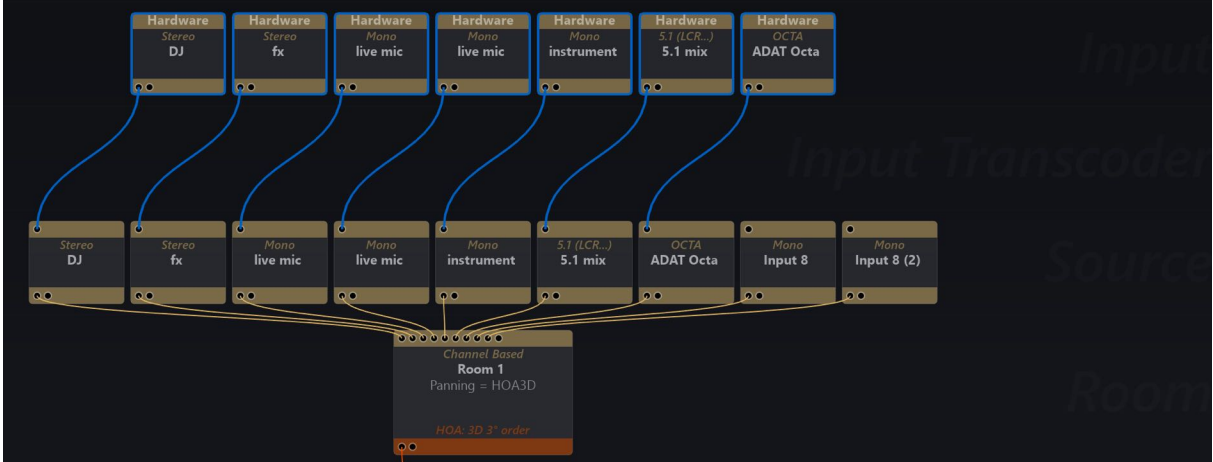 Hardware Hardware Hardware Hardware Hardware Hardware Hardware
Stereo Stereo Mono Mono Mono 5.1 (LCR...) OCTA
DJ fx live mic live mic instrument 5.1 mix ADAT Octa
Input
Input Transcoder
Stereo Stereo Mono Mono Mono 5.1 (LCR...) OCTA Mono Mono
DJ fx live mic live mic instrument 5.1 mix ADAT Octa Input 8 Input 8 (2)
Source
Channel Based
Room 1
Panning = HOA3D
Room
HOA: 3D 3° order